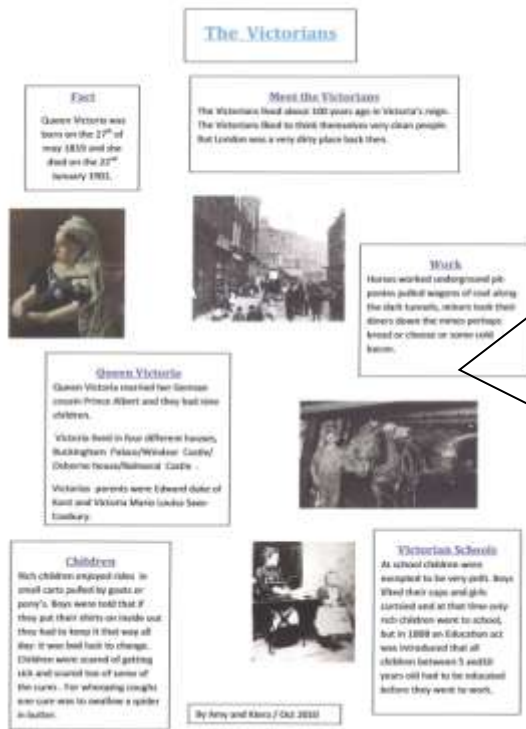 The Victorians
Fact
Queen Victoria was
born on the 27th of
may 1819 and she
died on the 22nd
January 1901.
Meet the Victorians
The Victorians lived about 100 years ago in Victoria's reign.
The Victorians liked to think themselves very clean people.
But London was a very dirty place back then.
Work
Horses worked underground pit
ponies pulled wagons of coal along
the dark tunnels, miners took their
diners down the mines perhaps
bread or cheese or some cold
bacon.
Queen Victoria
Queen Victoria married her German
cousin Prince Albert and they had nine
children.
Victoria lived in four different houses,
Buckingham Palace/Windsor Castle/
Osborne house/Balmoral Castle .
Victorias parents were Edward duke of
Kent and Victoria Maria Louisa
Children
Rich children enjoyed rides in
small carts pulled by goats or
pony's. Boys were told that if
they put their shirts on inside out
they had to keep it that way all
day. it was bad luck to change.
Children were scared of getting
sick and scared too of some of
the cures . For whooping coughs
one cure was to swallow a spider
in butter.
Victorian Schools
At school children were
excepted to be very polit. Boys
lifted their caps and girls
curtsied and at that time only
rich children went to school,
but in an Education act
was introduced that all
children between 5 and10
years old had to be educated
before they went to work.
By Amy and Kiera / Oct 2010